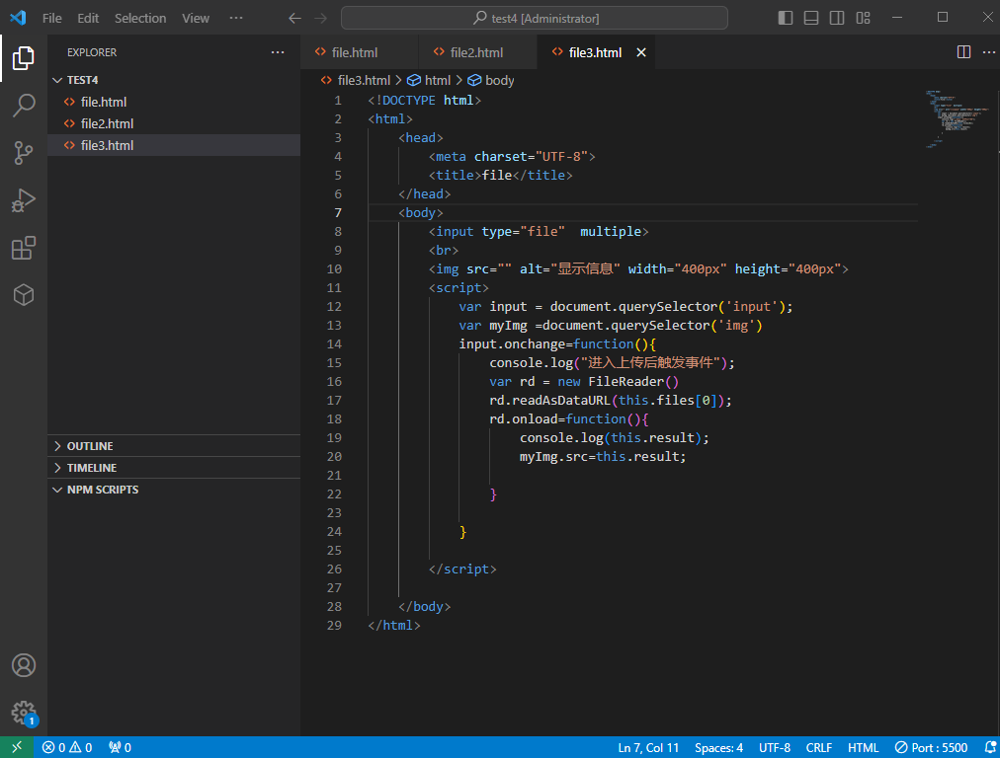 File Edit Selection View ··· test4 [Administrator]
EXPLORER ···
TEST4
file.html
file2.html
file3.html
OUTLINE
TIMELINE
NPM SCRIPTS
1
file.html file2.html file3.html
file3.html > html > body
1 <!DOCTYPE html>
2 <html>
3 <head>
4 <meta charset="UTF-8">
5 <title>file</title>
6 </head>
7 <body>
8 <input type="file"  multiple>
9 <br>
10 <img src="" alt="显示信息" width="400px" height="400px">
11 <script>
12 var input = document.querySelector('input');
13 var myImg =document.querySelector('img')
14 input.onchange=function(){
15 console.log("进入上传后触发事件");
16 var rd = new FileReader()
17 rd.readAsDataURL(this.files[0]);
18 rd.onload=function(){
19 console.log(this.result);
20 myImg.src=this.result;
21
22 }
23
24 }
25
26 </script>
27
28 </body>
29 </html>
0 0 0 Ln 7, Col 11 Spaces: 4 UTF-8 CRLF HTML Port : 5500